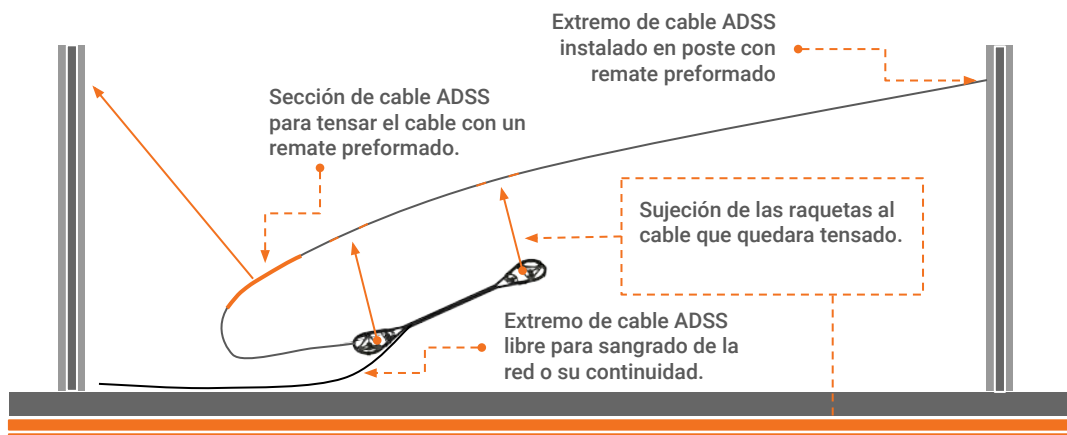 Extremo de cable ADSS
instalado en poste con
remate preformado
Sección de cable ADSS
para tensar el cable con un
remate preformado.
Sujeción de las raquetas al
cable que quedara tensado.
Extremo de cable ADSS
libre para sangrado de la
red o su continuidad.